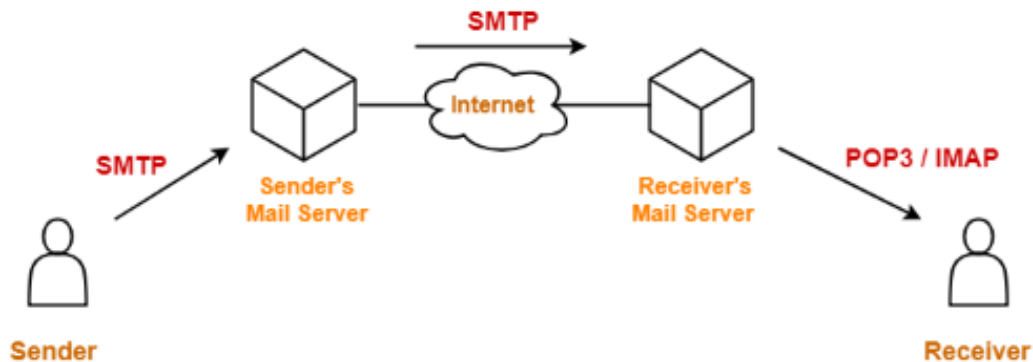 SMTP
Internet
SMTP
POP3 / IMAP
Sender's
Mail Server
Receiver's
Mail Server
Sender
Receiver